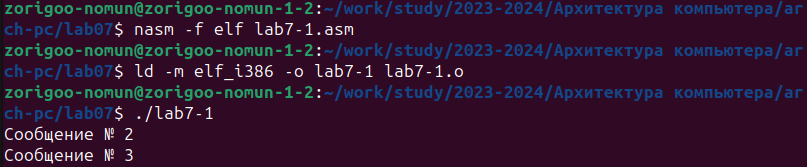 zorigoo-nomun@zorigoo-nomun-1-2:~/work/study/2023-2024/Архитектура компьютера/ar
ch-pc/lab07$ nasm -f elf lab7-1.asm
zorigoo-nomun@zorigoo-nomun-1-2:~/work/study/2023-2024/Архитектура компьютера/ar
ch-pc/lab07$ ld -m elf_i386 -o lab7-1 lab7-1.o
zorigoo-nomun@zorigoo-nomun-1-2:~/work/study/2023-2024/Архитектура компьютера/ar
ch-pc/lab07$ ./lab7-1
Сообщение № 2
Сообщение № 3